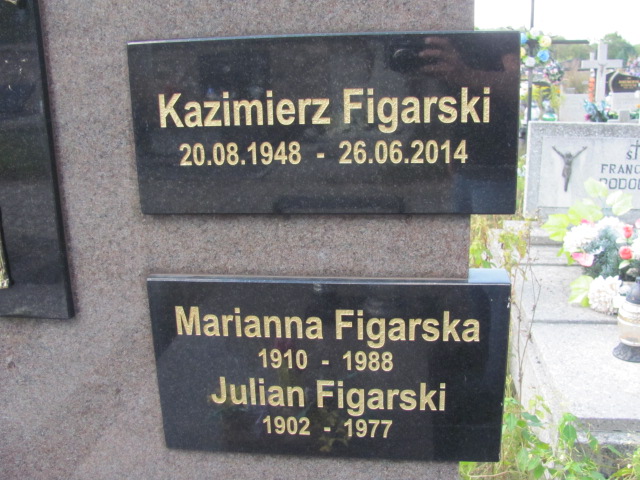 Kazimierz Figarski
20.08.1948 - 26.06.2014
Marianna Figarska
1910 - 1988
Julian Figarski
1902 - 1977